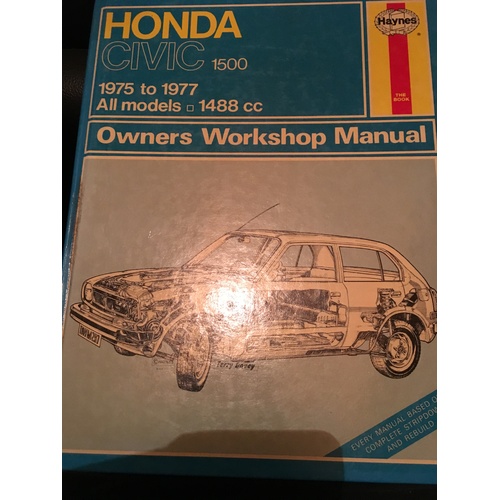 HONDA
CIVIC 1500
1975 to 1977
All models □ 1488 cc
Haynes
THE
BOOK
Owners Workshop Manual
Terry Davey
EVERY MANUAL BASED O
COMPLETE STRIPDOW
AND REBUILD